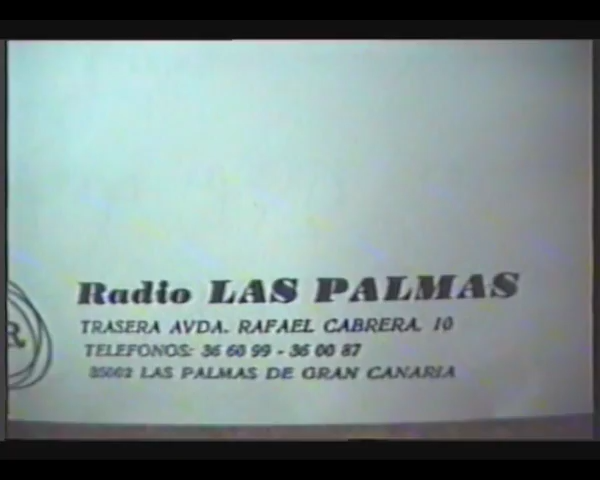 Radio LAS PALMAS
TRASERA AVDA. RAFAEL CABRERA, 10
TELEFONOS: 36 60 99 - 36 00 87
35002 LAS PALMAS DE GRAN CANARIA
R